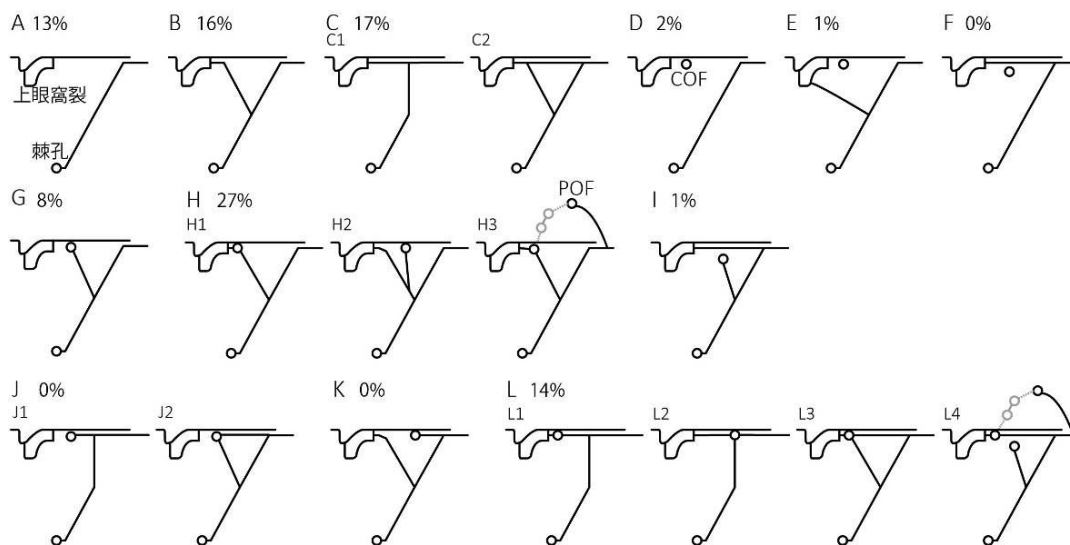 A 13%
B 16%
C 17%
D 2%
E 1%
F 0%
C1
C2
COF
上眼窩裂
棘孔
G 8%
H 27%
POF
I 1%
H1
H2
H3
J 0%
K 0%
L 14%
J1
J2
L1
L2
L3
L4